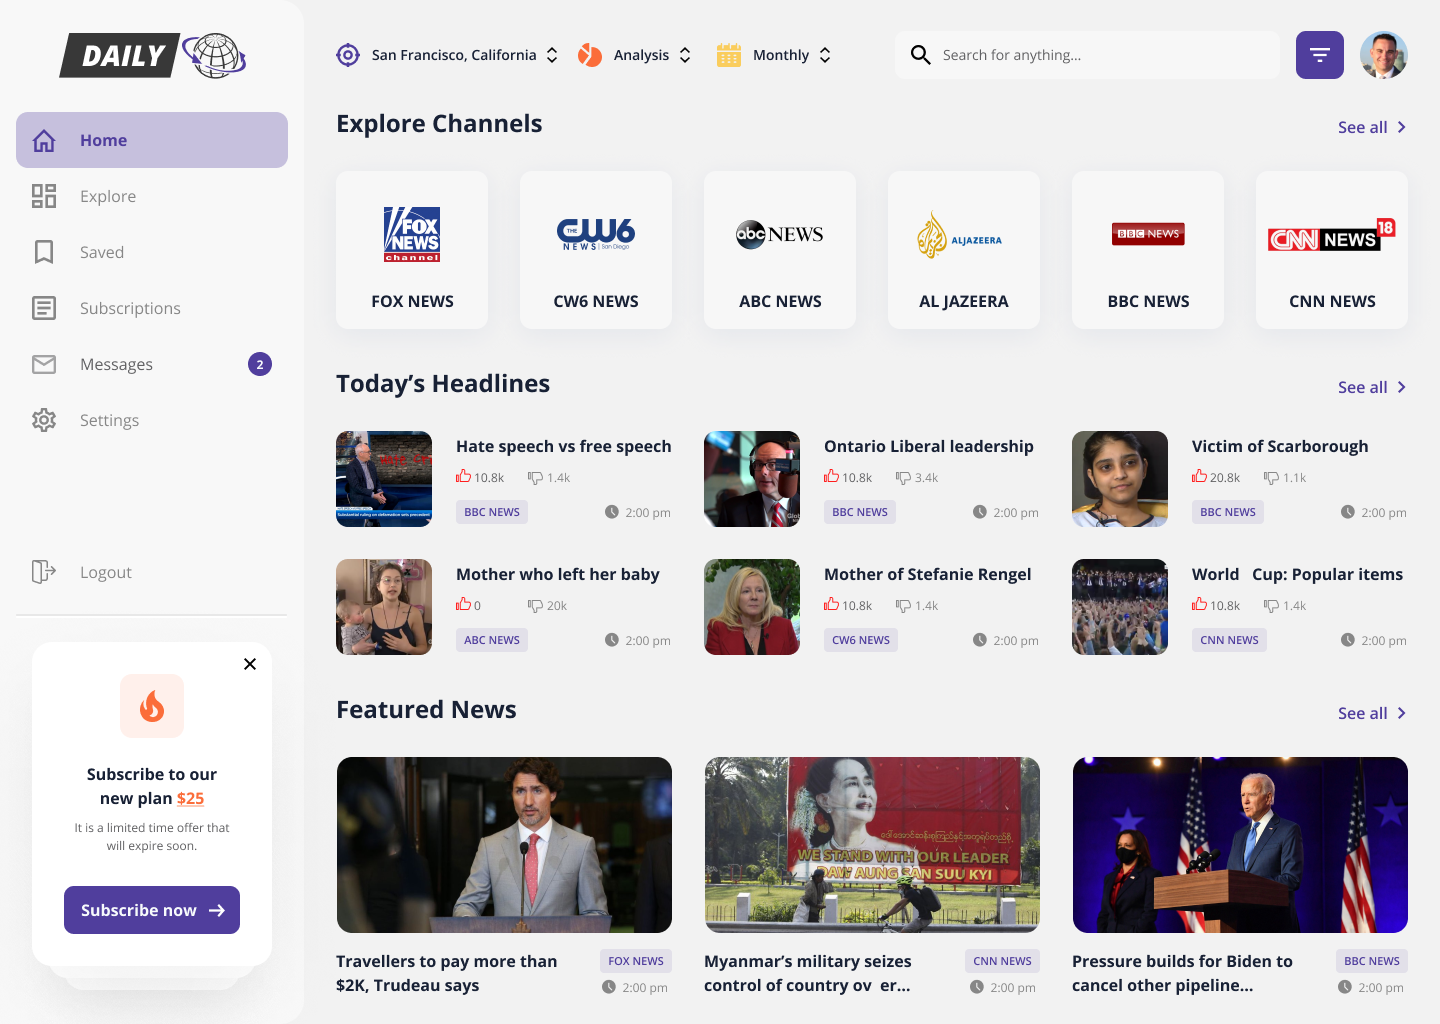 DAILY
San Francisco, California
Analysis
Monthly
Search for anything...
Home
Explore
Saved
Subscriptions
Messages
2
Settings
Logout
Subscribe to our
new plan $25
It is a limited time offer that
will expire soon.
Subscribe now
Explore Channels
See all
FOX
NEWS
channel
THE CW6
NEWS | San Diego
abc NEWS
ALJAZEERA
BBC NEWS
CNN NEWS 18
FOX NEWS
CW6 NEWS
ABC NEWS
AL JAZEERA
BBC NEWS
CNN NEWS
Today’s Headlines
See all
Hate speech vs free speech
10.8k
1.4k
BBC NEWS
2:00 pm
Substantial ruling on defamation sets precedent
Ontario Liberal leadership
10.8k
3.4k
BBC NEWS
2:00 pm
Victim of Scarborough
20.8k
1.1k
BBC NEWS
2:00 pm
Mother who left her baby
0
20k
ABC NEWS
2:00 pm
Mother of Stefanie Rengel
10.8k
1.4k
CW6 NEWS
2:00 pm
World   Cup: Popular items
10.8k
1.4k
CNN NEWS
2:00 pm
Featured News
See all
WE STAND WITH OUR LEADER
DAW AUNG SAN SUU KYI
Travellers to pay more than
$2K, Trudeau says
FOX NEWS
2:00 pm
Myanmar’s military seizes
control of country ov  er...
CNN NEWS
2:00 pm
Pressure builds for Biden to
cancel other pipeline...
BBC NEWS
2:00 pm